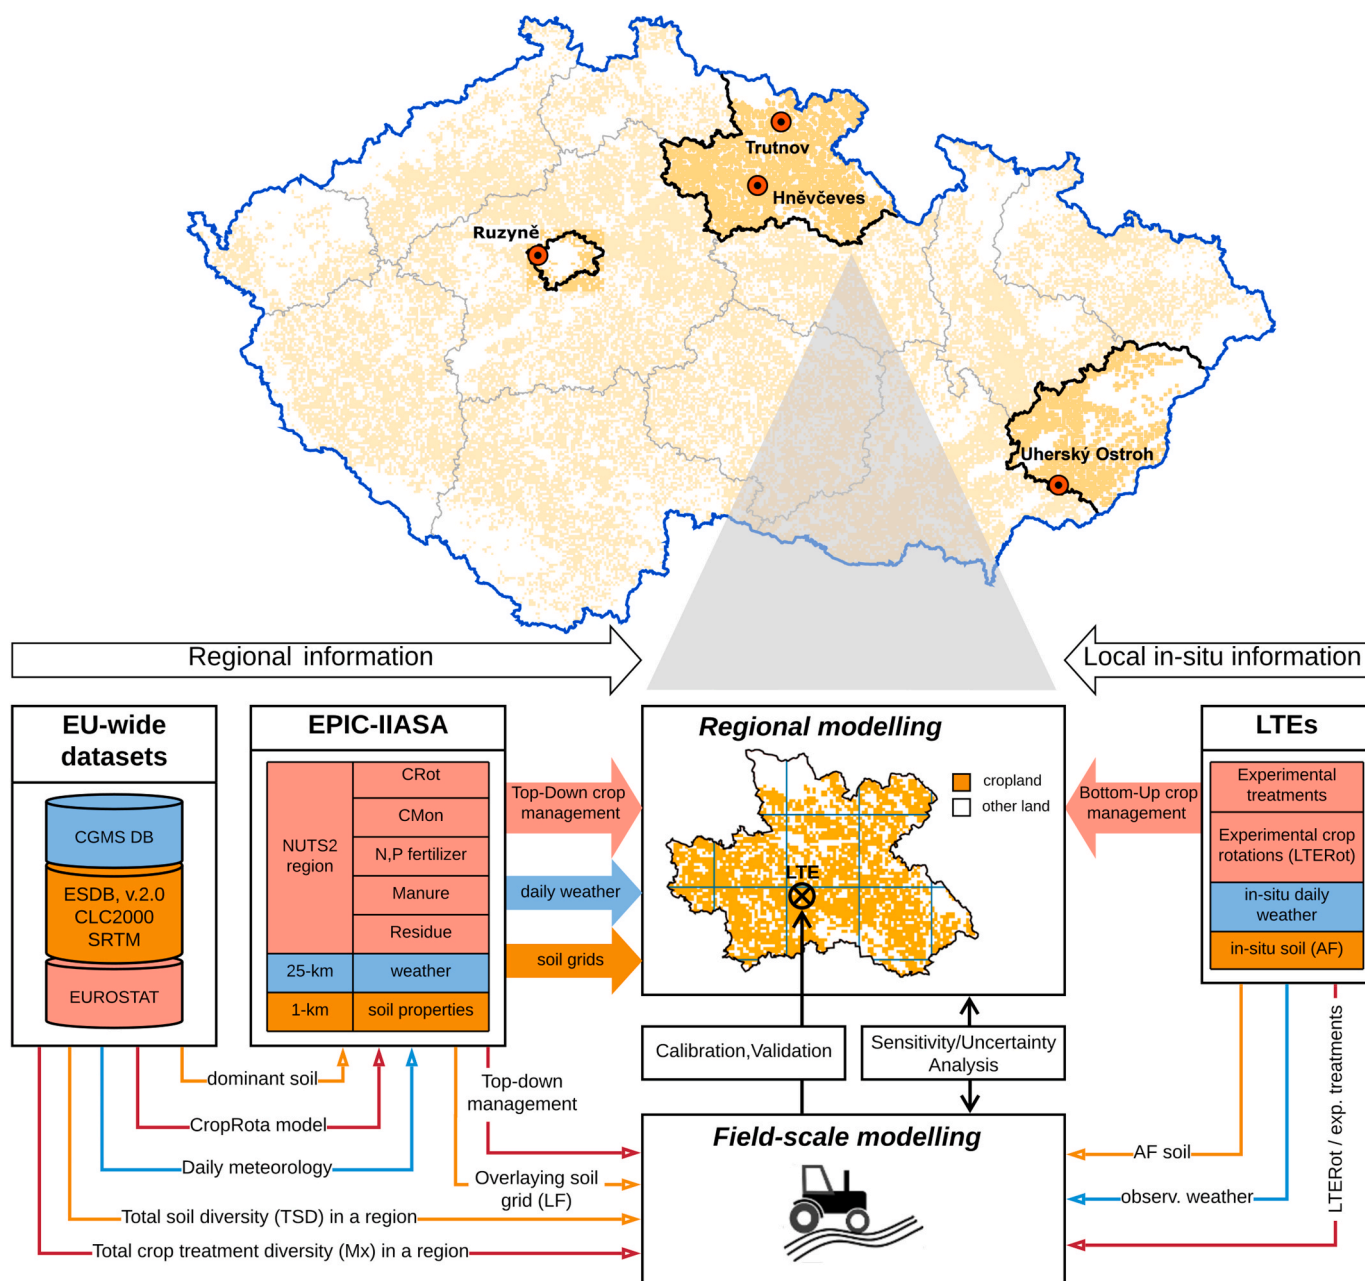 Trutnov
Hněvčeves
Ruzyně
Uherský Ostroh
Regional information
Local in-situ information
EU-wide
datasets
CGMS DB
ESDB, v.2.0
CLC2000
SRTM
EUROSTAT
EPIC-IIASA
NUTS2
region
CRot
CMon
N,P fertilizer
Manure
Residue
25-km
weather
1-km
soil properties
Top-Down crop
management
daily weather
soil grids
Regional modelling
cropland
other land
LTE
Bottom-Up crop
management
LTEs
Experimental
treatments
Experimental crop
rotations (LTERot)
in-situ daily
weather
in-situ soil (AF)
Calibration,Validation
Sensitivity/Uncertainty
Analysis
dominant soil
CropRota model
Daily meteorology
Total soil diversity (TSD) in a region
Total crop treatment diversity (Mx) in a region
Top-down
management
Overlaying soil
grid (LF)
Field-scale modelling
AF soil
observ. weather
LTERot / exp. treatments